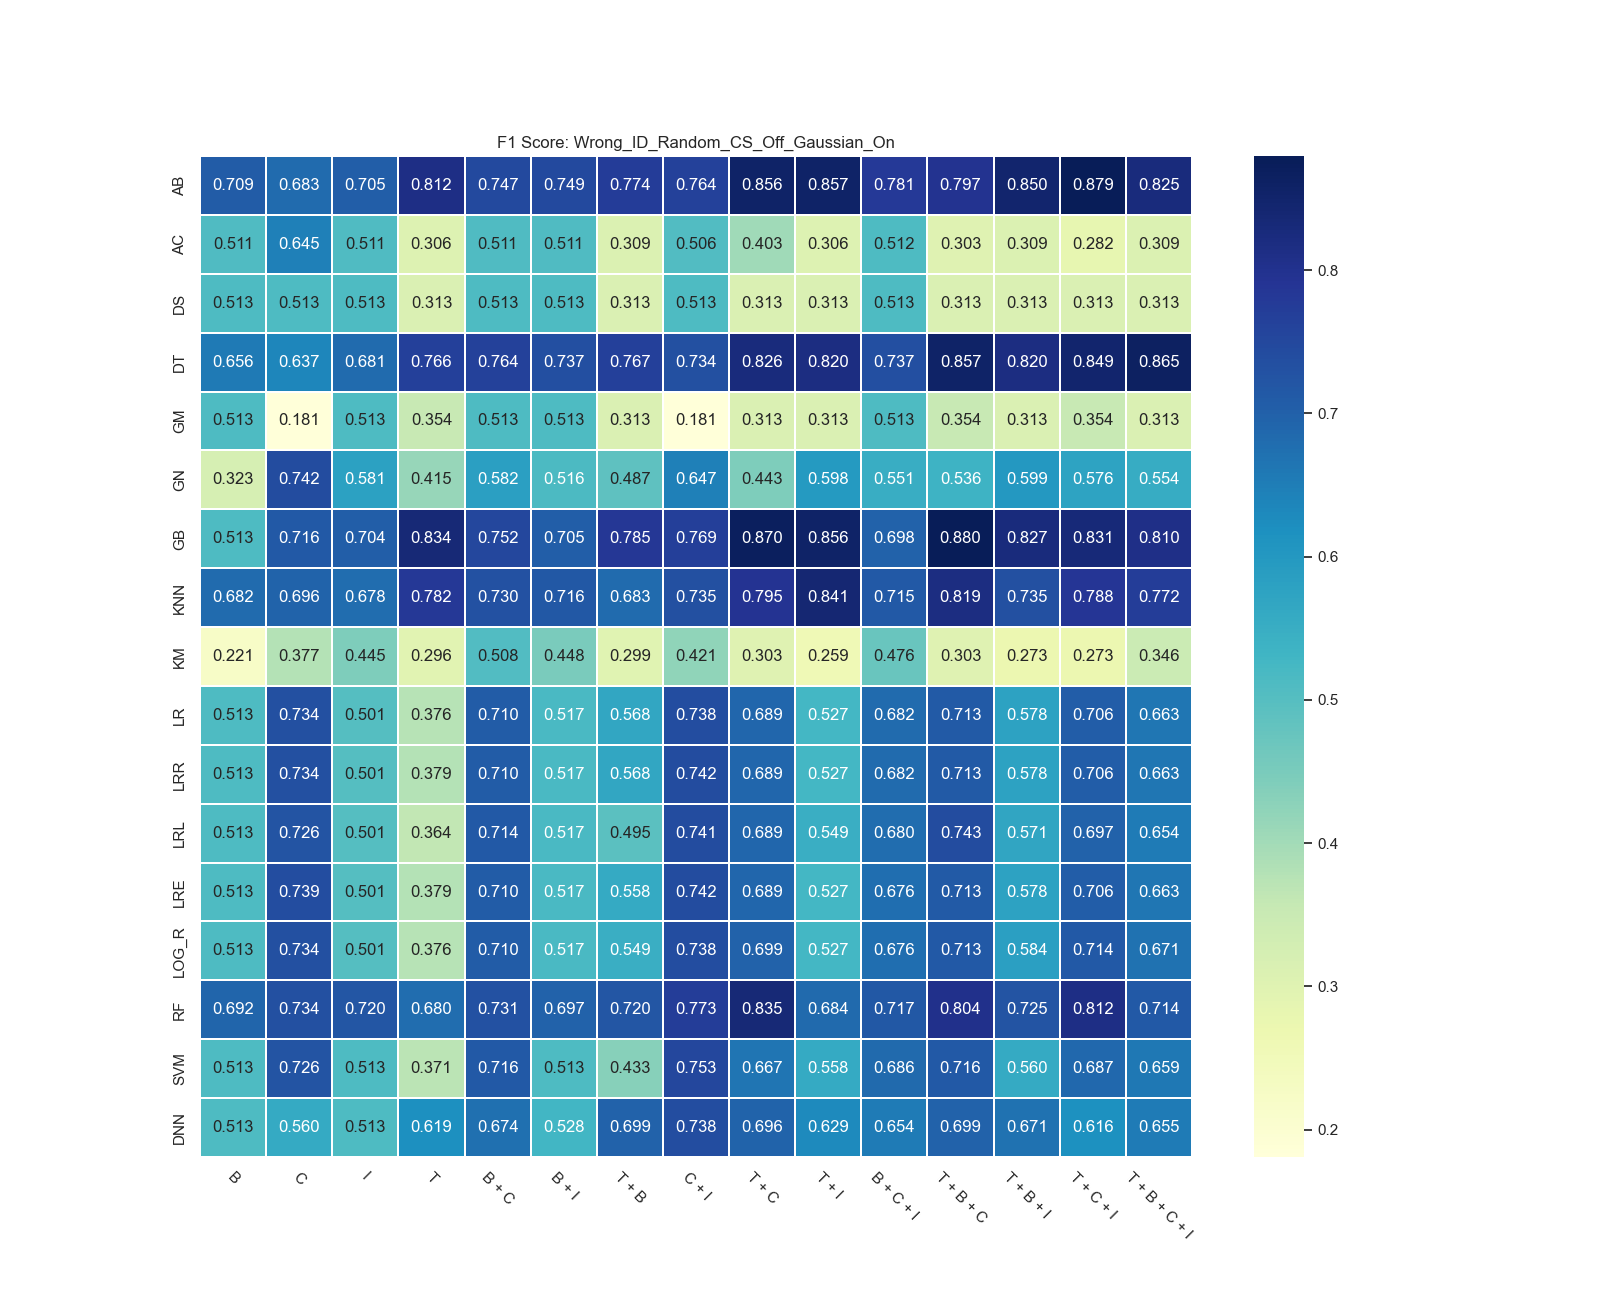 F1 Score: Wrong_ID_Random_CS_Off_Gaussian_On
AB 0.709 0.683 0.705 0.812 0.747 0.749 0.774 0.764 0.856 0.857 0.781 0.797 0.850 0.879 0.825
AC 0.511 0.645 0.511 0.306 0.511 0.511 0.309 0.506 0.403 0.306 0.512 0.303 0.309 0.282 0.309
DS 0.513 0.513 0.513 0.313 0.513 0.513 0.313 0.513 0.313 0.313 0.513 0.313 0.313 0.313 0.313
DT 0.656 0.637 0.681 0.766 0.764 0.737 0.767 0.734 0.826 0.820 0.737 0.857 0.820 0.849 0.865
GM 0.513 0.181 0.513 0.354 0.513 0.513 0.313 0.181 0.313 0.313 0.513 0.354 0.313 0.354 0.313
GN 0.323 0.742 0.581 0.415 0.582 0.516 0.487 0.647 0.443 0.598 0.551 0.536 0.599 0.576 0.554
GB 0.513 0.716 0.704 0.834 0.752 0.705 0.785 0.769 0.870 0.856 0.698 0.880 0.827 0.831 0.810
KNN 0.682 0.696 0.678 0.782 0.730 0.716 0.683 0.735 0.795 0.841 0.715 0.819 0.735 0.788 0.772
KM 0.221 0.377 0.445 0.296 0.508 0.448 0.299 0.421 0.303 0.259 0.476 0.303 0.273 0.273 0.346
LR 0.513 0.734 0.501 0.376 0.710 0.517 0.568 0.738 0.689 0.527 0.682 0.713 0.578 0.706 0.663
LRR 0.513 0.734 0.501 0.379 0.710 0.517 0.568 0.742 0.689 0.527 0.682 0.713 0.578 0.706 0.663
LRL 0.513 0.726 0.501 0.364 0.714 0.517 0.495 0.741 0.689 0.549 0.680 0.743 0.571 0.697 0.654
LRE 0.513 0.739 0.501 0.379 0.710 0.517 0.558 0.742 0.689 0.527 0.676 0.713 0.578 0.706 0.663
LOG_R 0.513 0.734 0.501 0.376 0.710 0.517 0.549 0.738 0.699 0.527 0.676 0.713 0.584 0.714 0.671
RF 0.692 0.734 0.720 0.680 0.731 0.697 0.720 0.773 0.835 0.684 0.717 0.804 0.725 0.812 0.714
SVM 0.513 0.726 0.513 0.371 0.716 0.513 0.433 0.753 0.667 0.558 0.686 0.716 0.560 0.687 0.659
DNN 0.513 0.560 0.513 0.619 0.674 0.528 0.699 0.738 0.696 0.629 0.654 0.699 0.671 0.616 0.655
B C I T B + C B + I T + B C + I T + C T + I B + C + I T + B + C T + B + I T + C + I T + B + C + I
0.8
0.7
0.6
0.5
0.4
0.3
0.2